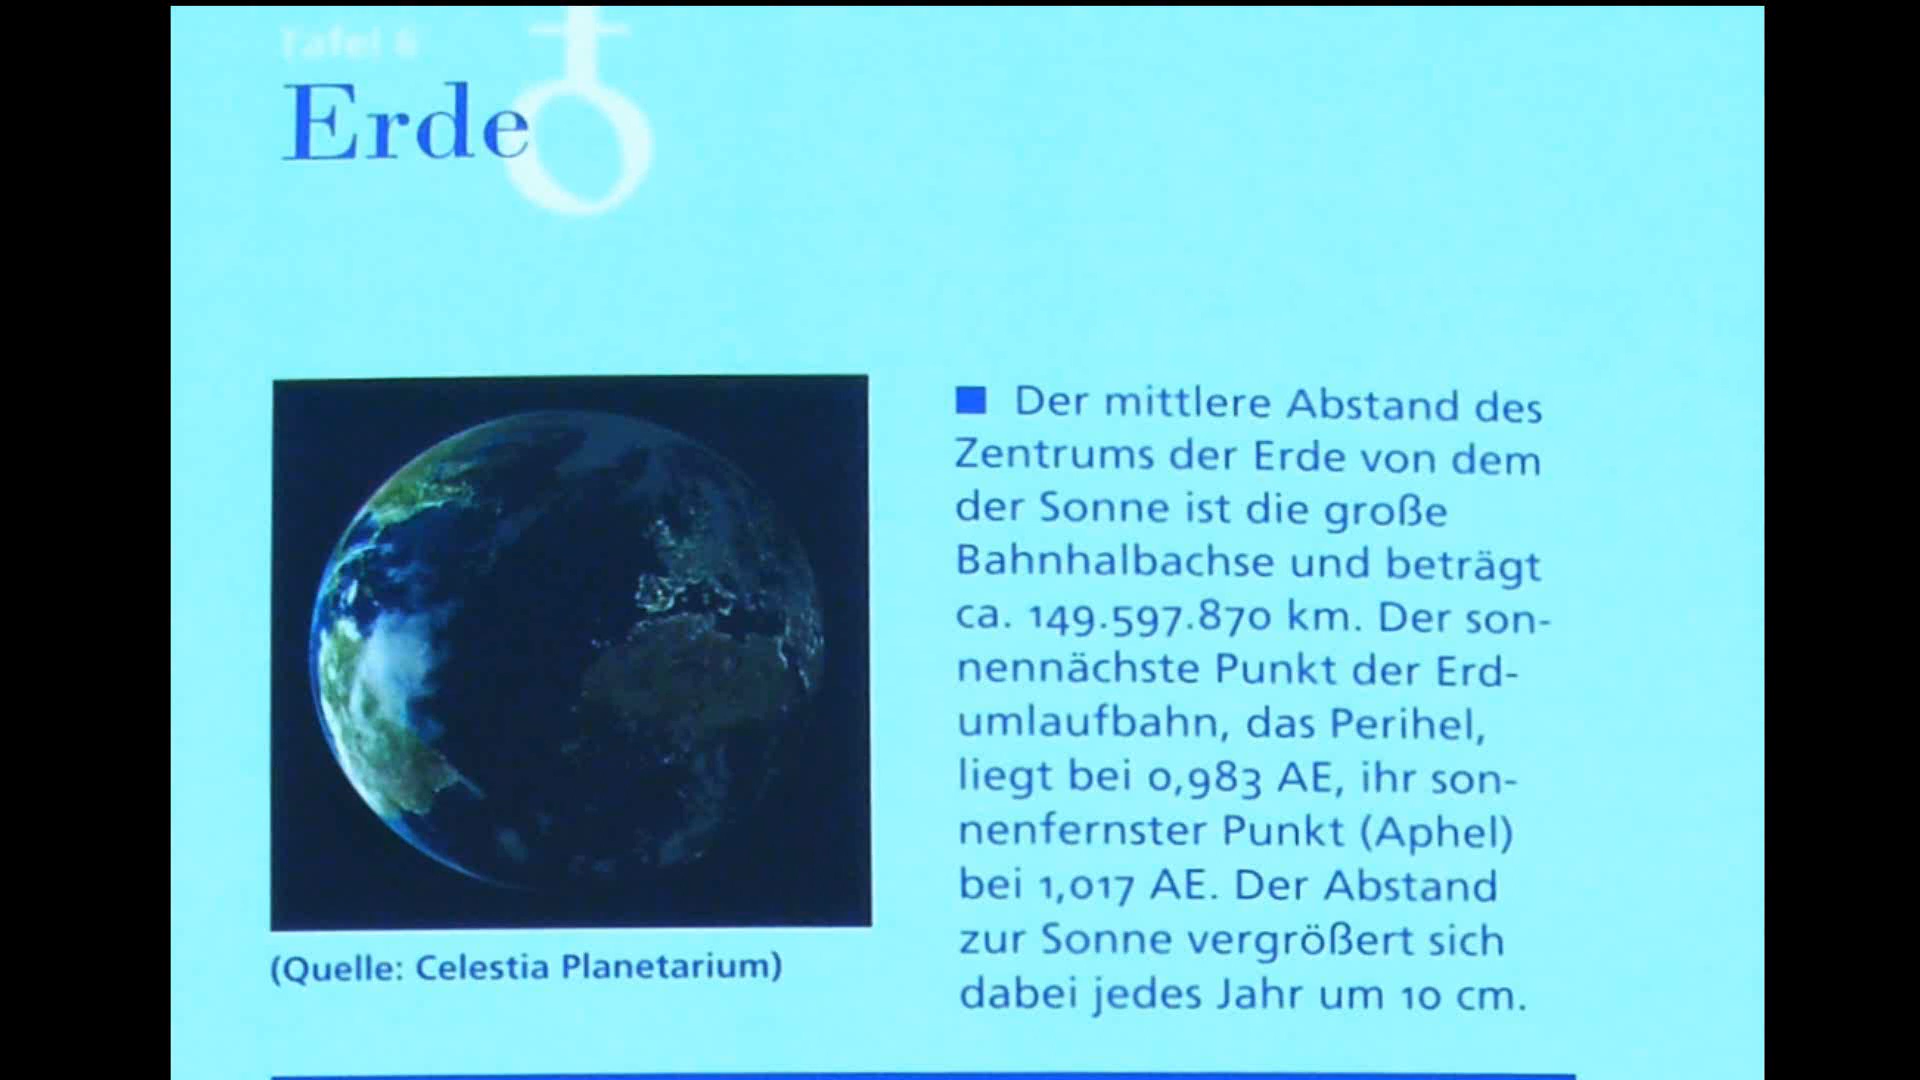 Tafel 6
Erde
■ Der mittlere Abstand des
Zentrums der Erde von dem
der Sonne ist die große
Bahnhalbachse und beträgt
ca. 149.597.870 km. Der son-
nennächste Punkt der Erd-
umlaufbahn, das Perihel,
liegt bei 0,983 AE, ihr son-
nenfernster Punkt (Aphel)
bei 1,017 AE. Der Abstand
zur Sonne vergrößert sich
dabei jedes Jahr um 10 cm.
(Quelle: Celestia Planetarium)